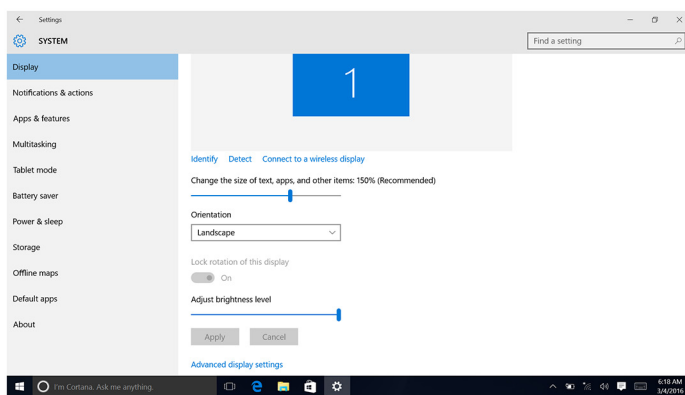 Settings
SYSTEM
Find a setting
Display
Notifications & actions
Apps & features
Multitasking
Tablet mode
Battery saver
Power & sleep
Storage
Offline maps
Default apps
About
1
Identify Detect Connect to a wireless display
Change the size of text, apps, and other items: 150% (Recommended)
Orientation
Landscape
Lock rotation of this display
On
Adjust brightness level
Apply Cancel
Advanced display settings
I'm Cortana. Ask me anything.
6:18 AM
3/4/2016